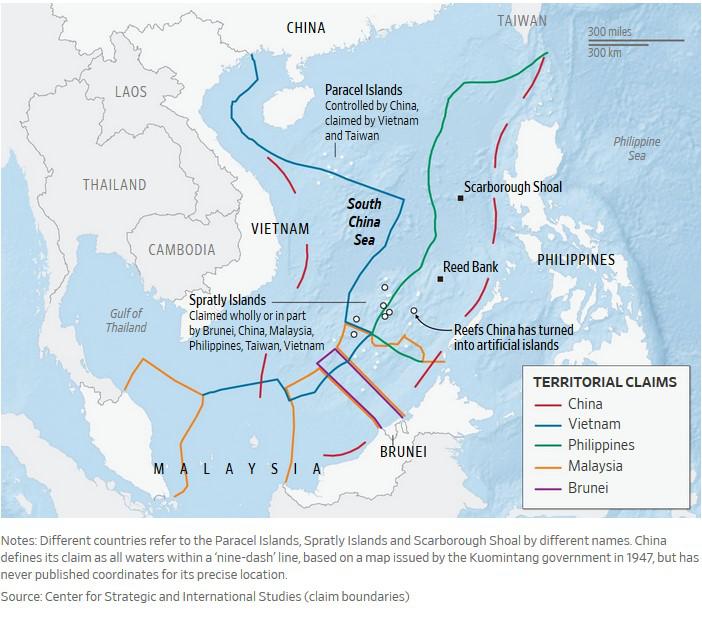 TAIWAN
CHINA
300 miles
300 km
LAOS
Paracel Islands
Controlled by China,
claimed by Vietnam
and Taiwan
Philippine
Sea
THAILAND
Scarborough Shoal
South
China
Sea
VIETNAM
CAMBODIA
PHILIPPINES
Reed Bank
Spratly Islands
Claimed wholly or in part
by Brunei, China, Malaysia,
Philippines, Taiwan, Vietnam
Gulf of
Thailand
Reefs China has turned
into artificial islands
TERRITORIAL CLAIMS
China
Vietnam
Philippines
Malaysia
Brunei
BRUNEI
MALAYSIA
Notes: Different countries refer to the Paracel Islands, Spratly Islands and Scarborough Shoal by different names. China
defines its claim as all waters within a ‘nine-dash’ line, based on a map issued by the Kuomintang government in 1947, but has
never published coordinates for its precise location.
Source: Center for Strategic and International Studies (claim boundaries)